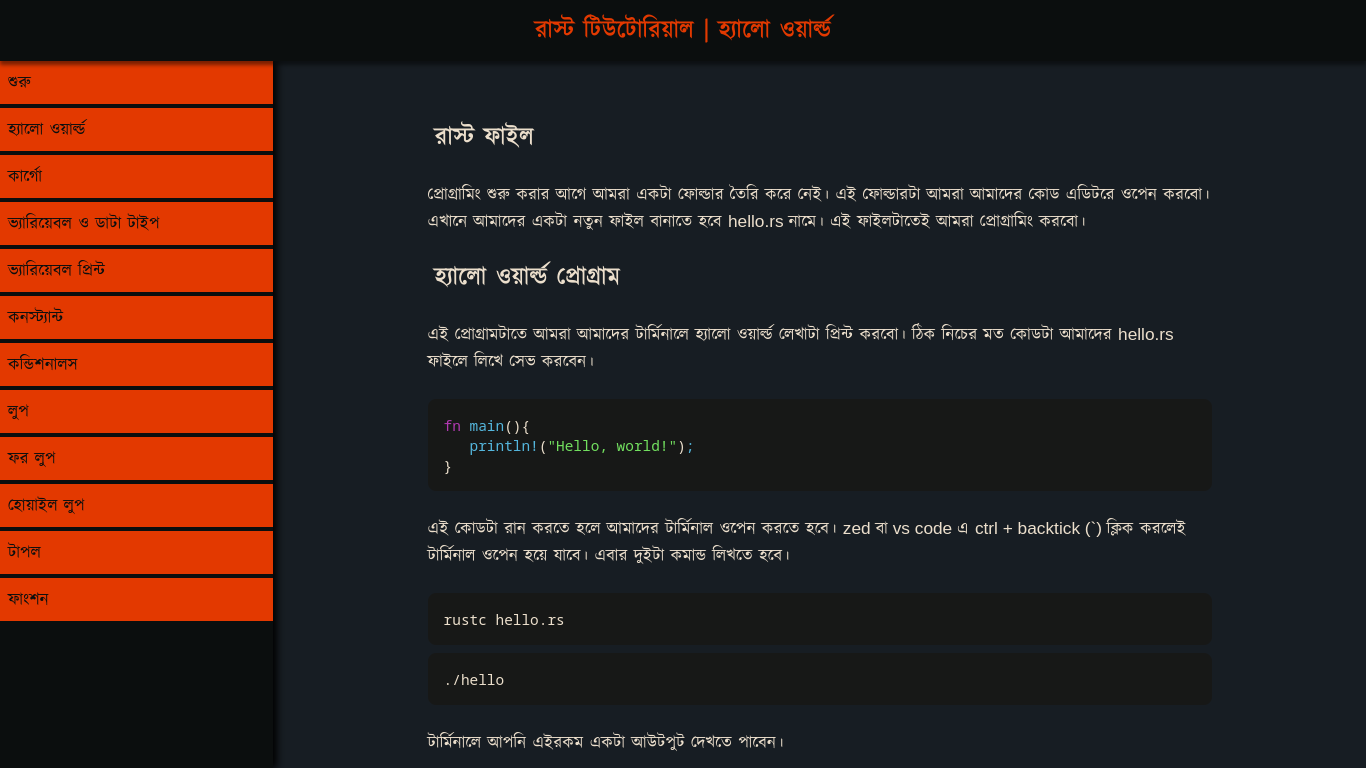 রাস্ট টিউটোরিয়াল | হ্যালো ওয়ার্ল্ড
শুরু
হ্যালো ওয়ার্ল্ড
কার্গো
ভ্যারিয়েবল ও ডাটা টাইপ
ভ্যারিয়েবল প্রিন্ট
কনস্ট্যান্ট
কন্ডিশনালস
লুপ
ফর লুপ
হোয়াইল লুপ
টাপল
ফাংশন
রাস্ট ফাইল
প্রোগ্রামিং শুরু করার আগে আমরা একটা ফোল্ডার তৈরি করে নেই। এই ফোল্ডারটা আমরা আমাদের কোড এডিটরে ওপেন করবো।
এখানে আমাদের একটা নতুন ফাইল বানাতে হবে hello.rs নামে। এই ফাইলটাতেই আমরা প্রোগ্রামিং করবো।
হ্যালো ওয়ার্ল্ড প্রোগ্রাম
এই প্রোগ্রামটাতে আমরা আমাদের টার্মিনালে হ্যালো ওয়ার্ল্ড লেখাটা প্রিন্ট করবো। ঠিক নিচের মত কোডটা আমাদের hello.rs
ফাইলে লিখে সেভ করবেন।
fn main(){
   println!("Hello, world!");
}
এই কোডটা রান করতে হলে আমাদের টার্মিনাল ওপেন করতে হবে। zed বা vs code এ ctrl + backtick (`) ক্লিক করলেই
টার্মিনাল ওপেন হয়ে যাবে। এবার দুইটা কমান্ড লিখতে হবে।
rustc hello.rs
./hello
টার্মিনালে আপনি এইরকম একটা আউটপুট দেখতে পাবেন।